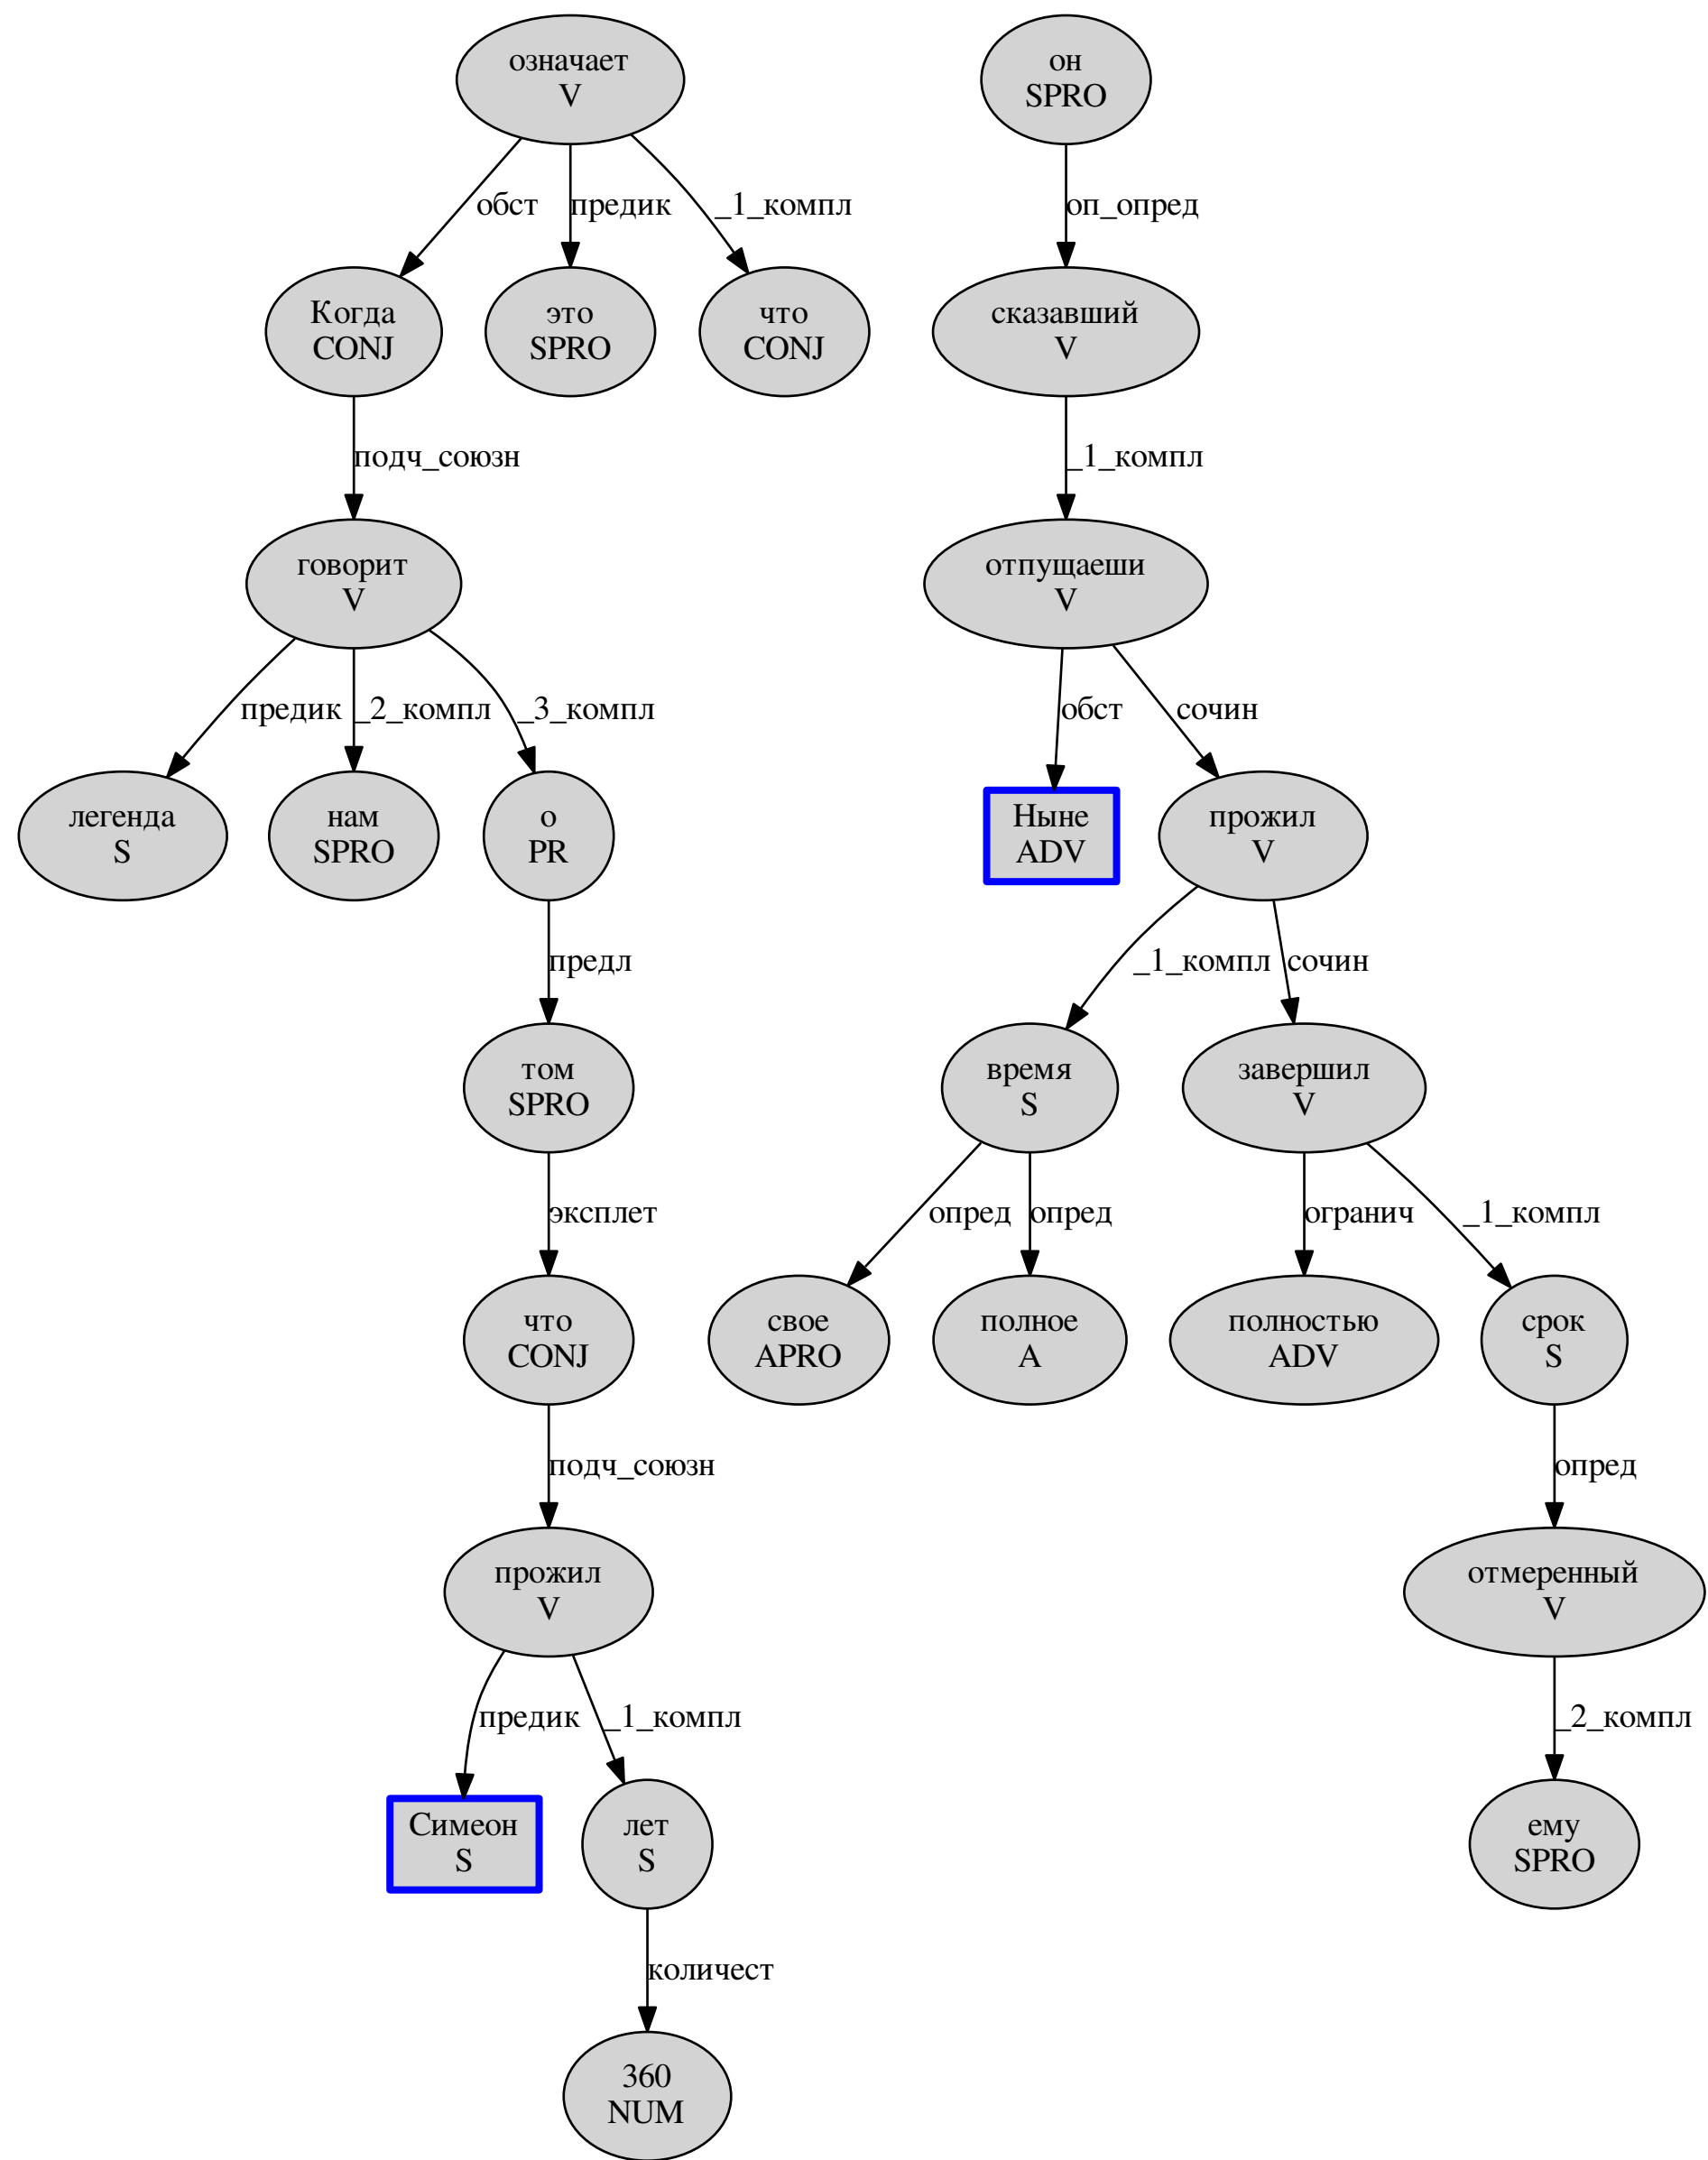 означает
V
он
SPRO
обст
предик
_1_компл
оп_опред
Когда
CONJ
это
SPRO
что
CONJ
сказавший
V
подч_союзн
_1_компл
говорит
V
отпущаеши
V
предик
_2_компл
_3_компл
обст
сочин
легенда
S
нам
SPRO
о
PR
Ныне
ADV
прожил
V
предл
_1_компл
сочин
том
SPRO
время
S
завершил
V
эксплет
опред
опред
огранич
_1_компл
что
CONJ
свое
APRO
полное
A
полностью
ADV
срок
S
подч_союзн
опред
прожил
V
отмеренный
V
предик
_1_компл
_2_компл
Симеон
S
лет
S
ему
SPRO
количест
360
NUM